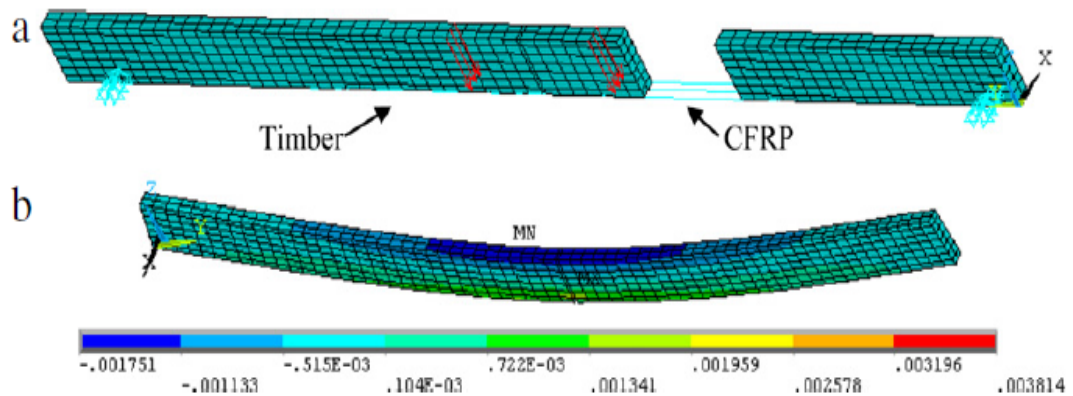 a
X
Timber
CFRP
b
Z
Y
MN
X
-.001751
-.515E-03
.722E-03
.001959
.003196
-.001133
.104E-03
.001341
.002578
.003814